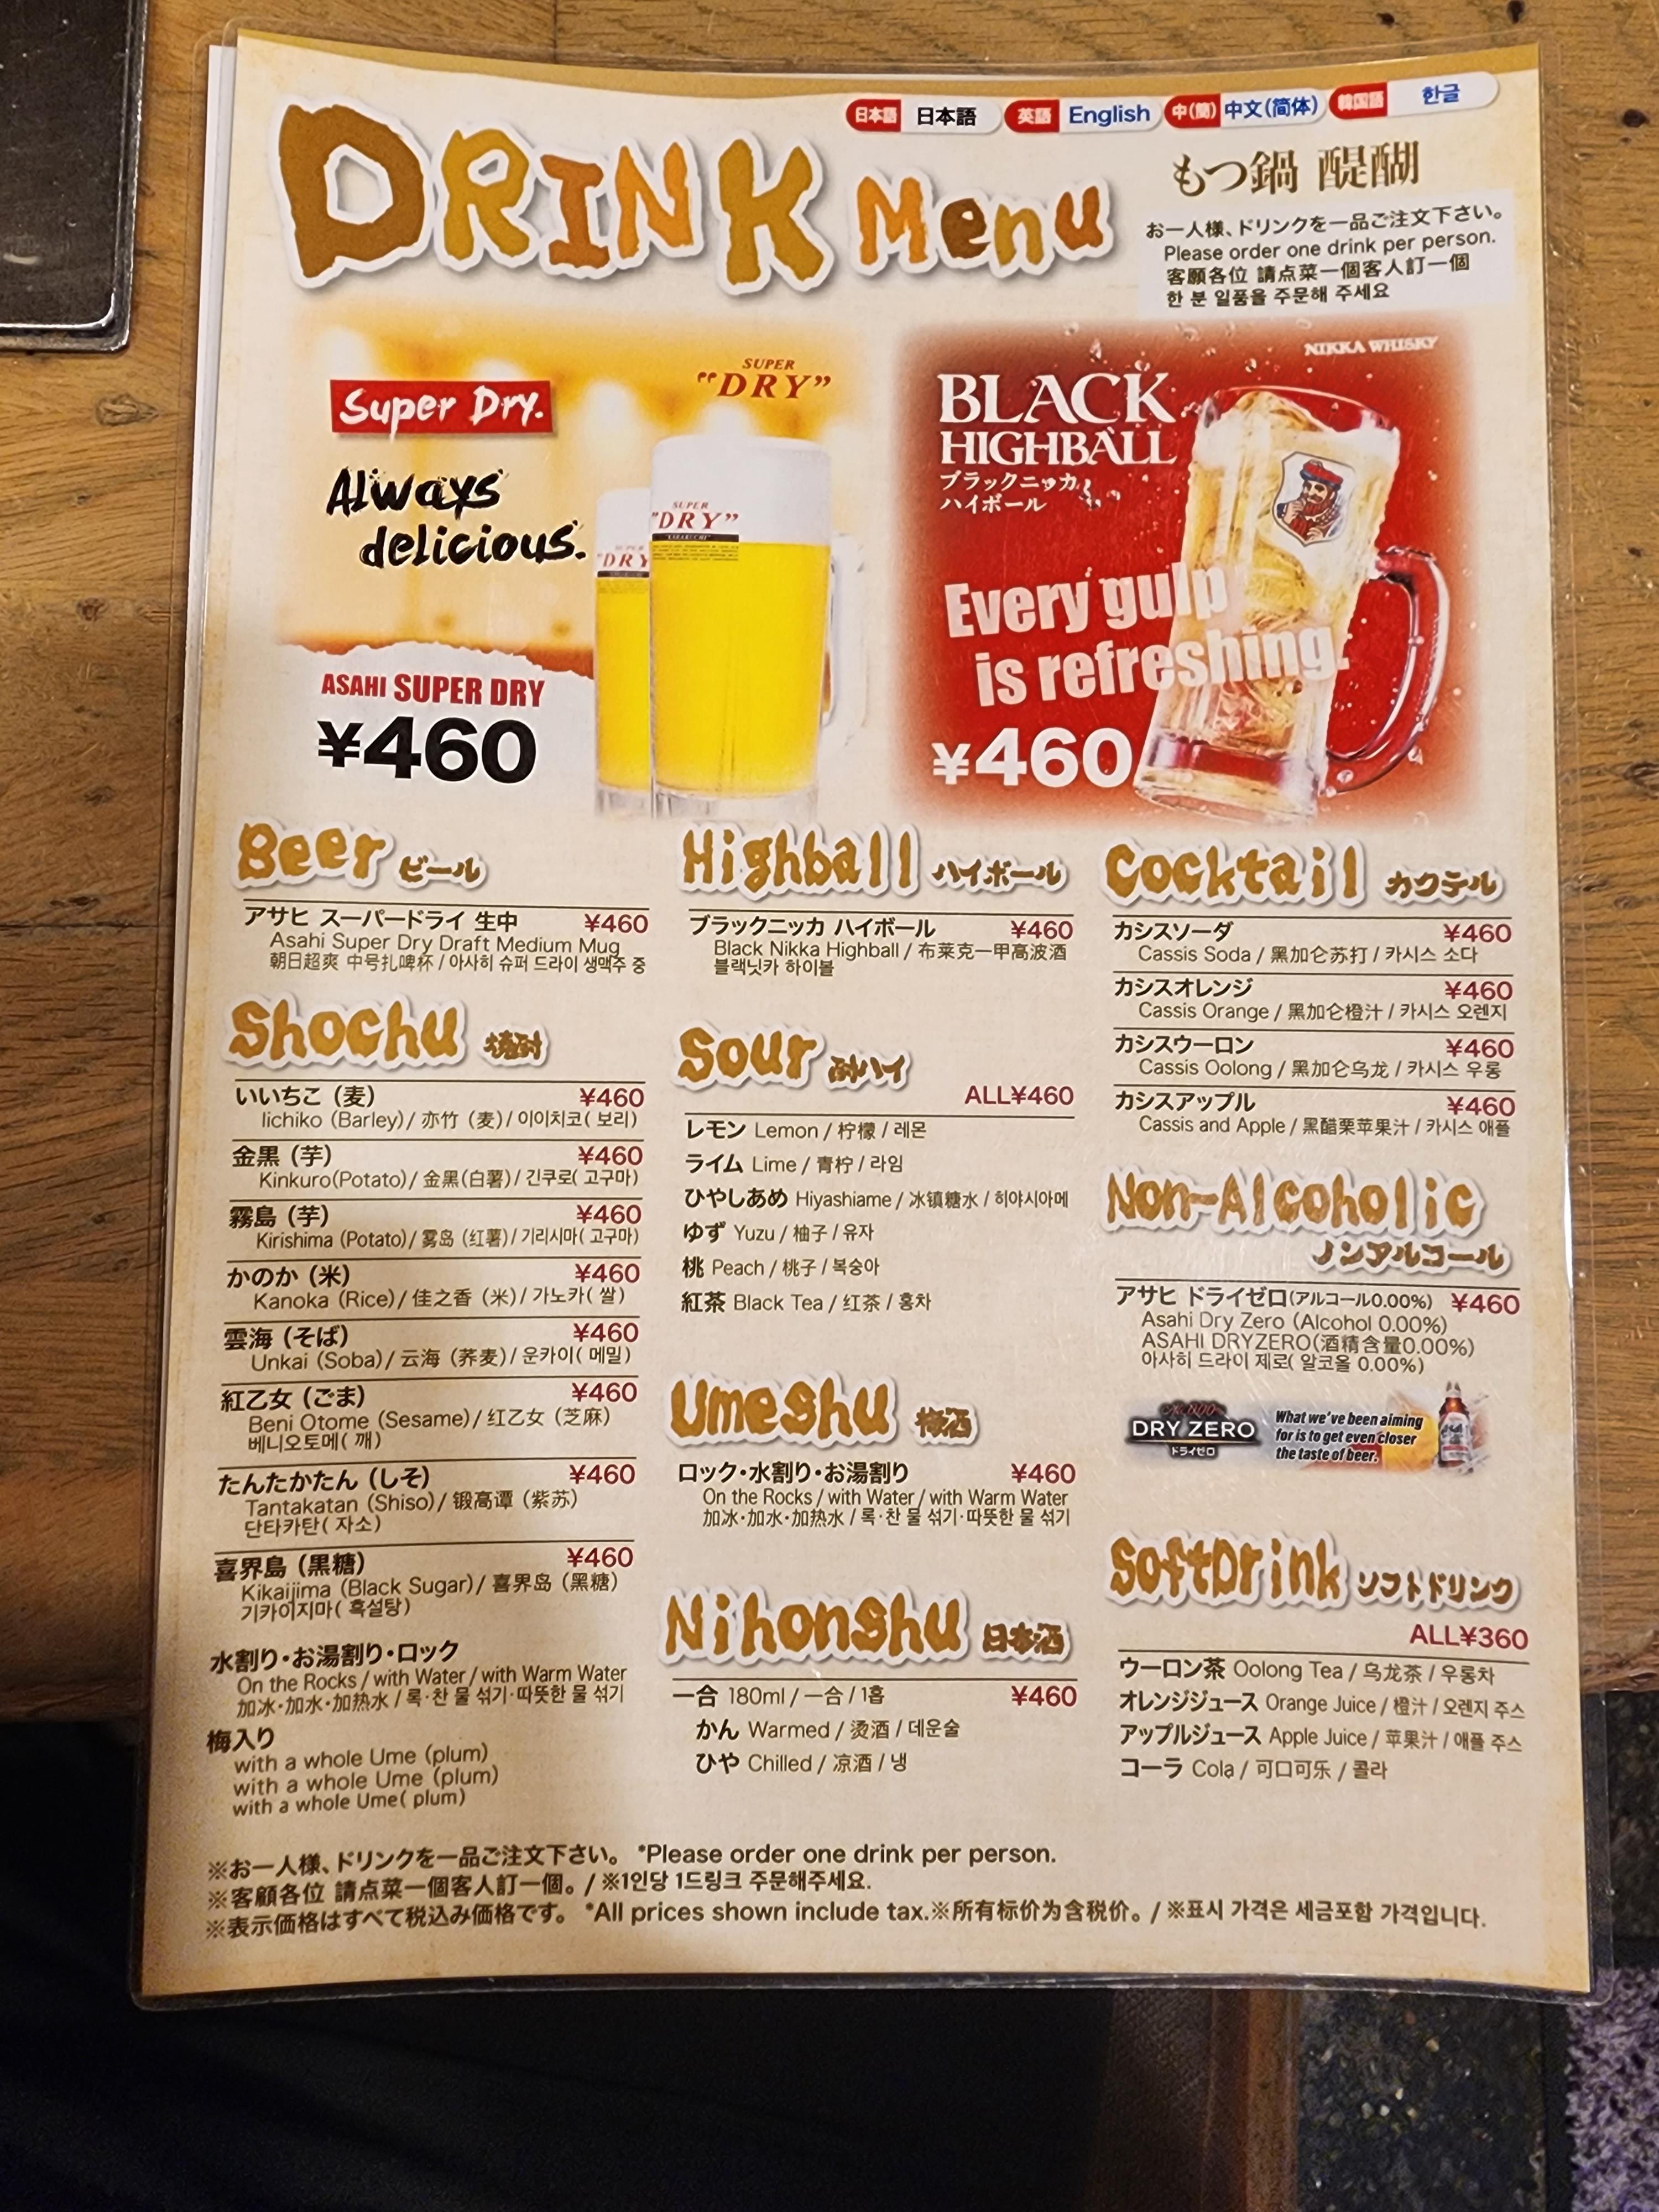 日本語 日本語 英語 English 中(簡) 中文(简体) 韓国語 한글
DRINK Menu
もつ鍋 醍醐
お一人様、ドリンクを一品ご注文下さい。
Please order one drink per person.
客願各位 請点菜一個客人訂一個
한 분 일품을 주문해 주세요
Super Dry.
Always
delicious.
SUPER
"DRY"
SUPER
"DRY"
ASAHI SUPER DRY
¥460
NIKKA WHISKY
BLACK
HIGHBALL
ブラックニッカ
ハイボール
Every gulp
is refreshing.
¥460
Beer ビール
アサヒ スーパードライ 生中 ¥460
Asahi Super Dry Draft Medium Mug
朝日超爽 中号扎啤杯 / 아사히 슈퍼 드라이 생맥주 중
Shochu 焼酎
いいちこ (麦) ¥460
Iichiko (Barley) / 亦竹 (麦) / 이이치코( 보리)
金黒 (芋) ¥460
Kinkuro(Potato) / 金黑(白薯) / 긴쿠로( 고구마)
霧島 (芋) ¥460
Kirishima (Potato) / 雾岛 (红薯) / 기리시마( 고구마)
かのか (米) ¥460
Kanoka (Rice) / 佳之香 (米) / 가노카( 쌀)
雲海 (そば) ¥460
Unkai (Soba) / 云海 (荞麦) / 운카이( 메밀)
紅乙女 (ごま) ¥460
Beni Otome (Sesame) / 红乙女 (芝麻)
베니오토메( 깨)
たんたかたん (しそ) ¥460
Tantakatan (Shiso) / 锻高谭 (紫苏)
단타카탄( 자소)
喜界島 (黒糖) ¥460
Kikaijima (Black Sugar) / 喜界岛 (黑糖)
기카이지마( 흑설탕)
水割り・お湯割り・ロック
On the Rocks / with Water / with Warm Water
加冰・加水・加热水 / 록・찬 물 섞기・따뜻한 물 섞기
梅入り
with a whole Ume (plum)
with a whole Ume (plum)
with a whole Ume( plum)
Highball ハイボール
ブラックニッカ ハイボール ¥460
Black Nikka Highball / 布莱克一甲高波酒
블랙닛카 하이볼
Sour 酎ハイ
ALL¥460
レモン Lemon / 柠檬 / 레몬
ライム Lime / 青柠 / 라임
ひやしあめ Hiyashiame / 冰镇糖水 / 히야시아메
ゆず Yuzu / 柚子 / 유자
桃 Peach / 桃子 / 복숭아
紅茶 Black Tea / 红茶 / 홍차
Umeshu 梅酒
ロック・水割り・お湯割り ¥460
On the Rocks / with Water / with Warm Water
加冰・加水・加热水 / 록・찬 물 섞기・따뜻한 물 섞기
Nihonshu 日本酒
一合 180ml / 一合 / 1홉 ¥460
かん Warmed / 烫酒 / 데운술
ひや Chilled / 凉酒 / 냉
Cocktail カクテル
カシスソーダ ¥460
Cassis Soda / 黑加仑苏打 / 카시스 소다
カシスオレンジ ¥460
Cassis Orange / 黑加仑橙汁 / 카시스 오렌지
カシスウーロン ¥460
Cassis Oolong / 黑加仑乌龙 / 카시스 우롱
カシスアップル ¥460
Cassis and Apple / 黑醋栗苹果汁 / 카시스 애플
Non-Alcoholic
ノンアルコール
アサヒ ドライゼロ(アルコール0.00%) ¥460
Asahi Dry Zero (Alcohol 0.00%)
ASAHI DRYZERO(酒精含量0.00%)
아사히 드라이 제로( 알코올 0.00%)
DRY ZERO
ドライゼロ
What we've been aiming
for is to get even closer
the taste of beer.
SoftDrink ソフトドリンク
ALL¥360
ウーロン茶 Oolong Tea / 乌龙茶 / 우롱차
オレンジジュース Orange Juice / 橙汁 / 오렌지 주스
アップルジュース Apple Juice / 苹果汁 / 애플 주스
コーラ Cola / 可口可乐 / 콜라
※お一人様、ドリンクを一品ご注文下さい。 *Please order one drink per person.
※客顧各位 請点菜一個客人訂一個。 / ※1인당 1드링크 주문해주세요.
※表示価格はすべて税込み価格です。 *All prices shown include tax.※所有标价为含税价。 / ※표시 가격은 세금포함 가격입니다.